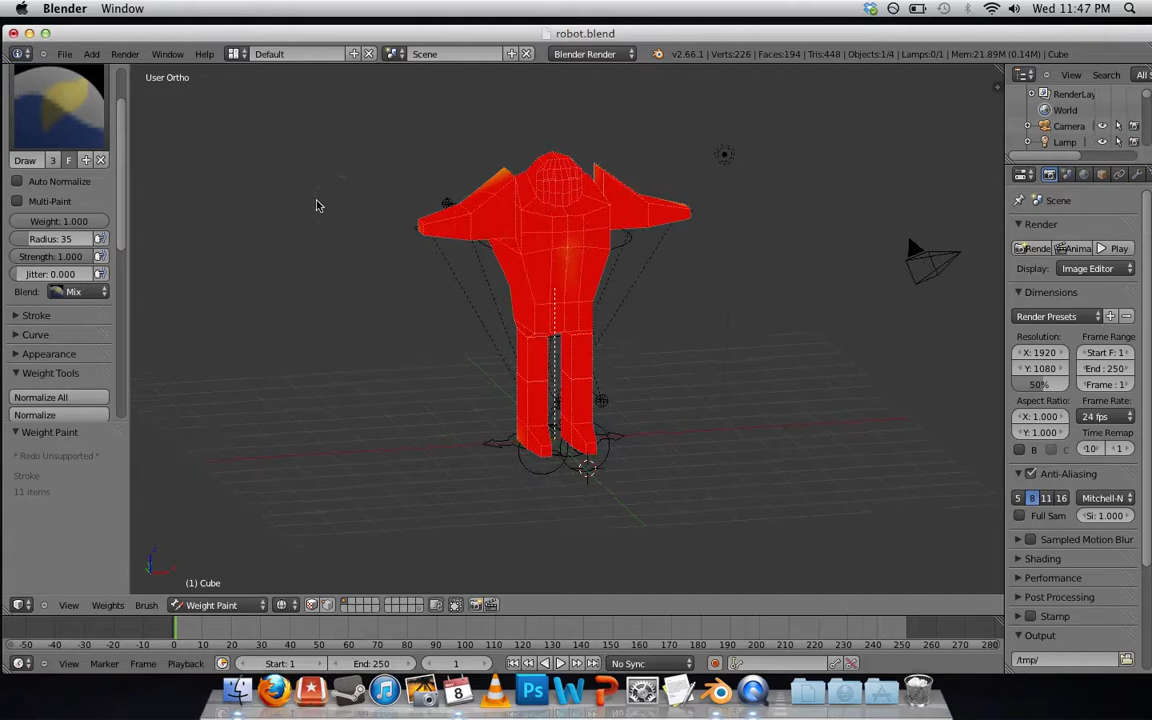 Blender Window Wed 11:47 PM
robot.blend
File Add Render Window Help Default Scene Blender Render v2.66.1 | Verts:226 | Faces:194 | Tris:448 | Objects:1/4 | Lamps:0/1 | Mem:21.89M (0.14M) | Cube
User Ortho
Draw 3 F
Auto Normalize
Multi-Paint
Weight: 1.000
Radius: 35
Strength: 1.000
Jitter: 0.000
Blend: Mix
Stroke
Curve
Appearance
Weight Tools
Normalize All
Normalize
Weight Paint
* Redo Unsupported *
Stroke
11 items
(1) Cube
View Weights Brush Weight Paint
-50 -40 -30 -20 -10 0 10 20 30 40 50 60 70 80 90 100 110 120 130 140 150 160 170 180 190 200 210 220 230 240 250 260 270 280
View Marker Frame Playback Start: 1 End: 250 1 No Sync
View Search All S
RenderLay
World
Camera
Lamp
Scene
Render
Rende Anima Play
Display: Image Editor
Dimensions
Render Presets
Resolution: Frame Range
X: 1920 Start F: 1
Y: 1080 End : 250
50% Frame : 1
Aspect Ratio: Frame Rate:
X: 1.000 24 fps
Y: 1.000 Time Remap
B C 10 1
Anti-Aliasing
5 8 11 16 Mitchell-N
Full Sam Si: 1.000
Sampled Motion Blur
Shading
Performance
Post Processing
Stamp
Output
/tmp/
8
Ps